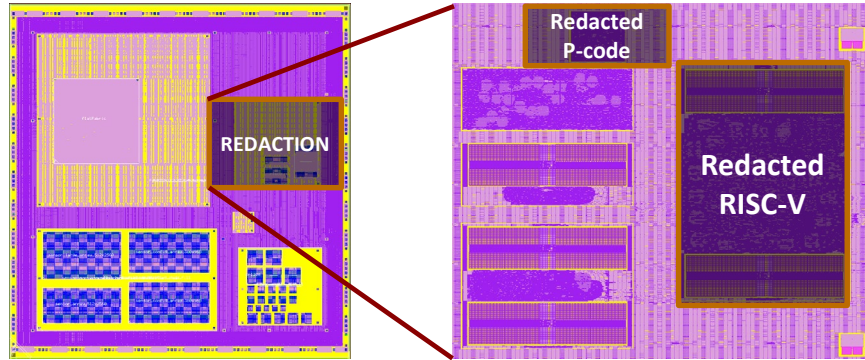 REDACTION
Redacted
P-code
Redacted
RISC-V